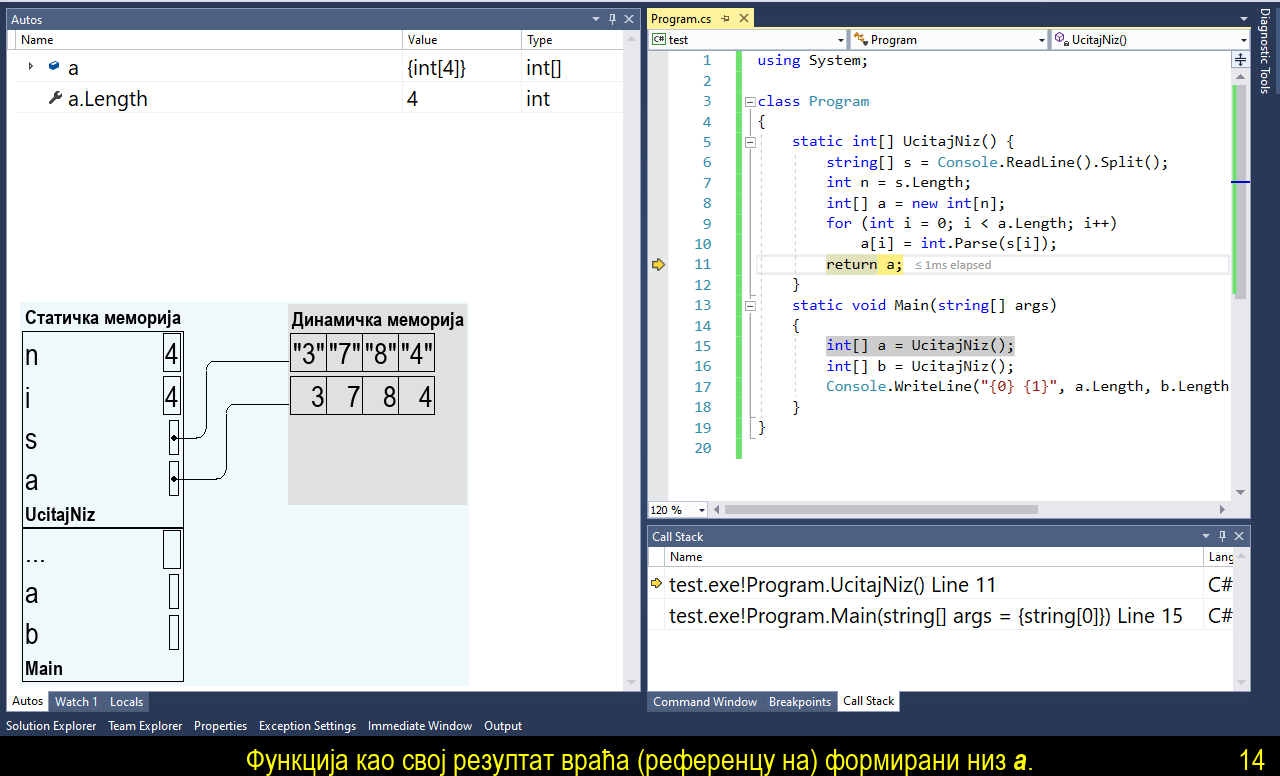 Autos
Name Value Type
a {int[4]} int[]
a.Length 4 int
Статичка меморија
Динамичка меморија
n 4
"3" "7" "8" "4"
i 4
3 7 8 4
s
a
UcitajNiz
...
a
b
Main
Autos Watch 1 Locals
Program.cs
C# test Program UcitajNiz()
1 using System;
2
3 class Program
4 {
5 static int[] UcitajNiz() {
6 string[] s = Console.ReadLine().Split();
7 int n = s.Length;
8 int[] a = new int[n];
9 for (int i = 0; i < a.Length; i++)
10 a[i] = int.Parse(s[i]);
11 return a; ≤ 1ms elapsed
12 }
13 static void Main(string[] args)
14 {
15 int[] a = UcitajNiz();
16 int[] b = UcitajNiz();
17 Console.WriteLine("{0} {1}", a.Length, b.Length
18 }
19 }
20
120 %
Diagnostic Tools
Call Stack
Name Lang
test.exe!Program.UcitajNiz() Line 11 C#
test.exe!Program.Main(string[] args = {string[0]}) Line 15 C#
Command Window Breakpoints Call Stack
Solution Explorer Team Explorer Properties Exception Settings Immediate Window Output
Функција као свој резултат враћа (референцу на) формирани низ a. 14